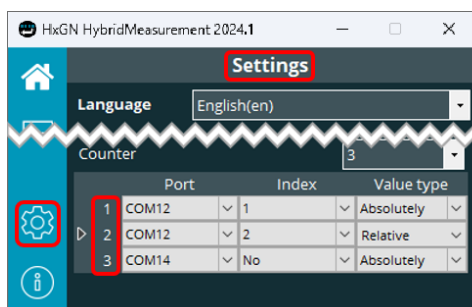 HxGN HybridMeasurement 2024.1
Settings
Language English(en)
Counter 3
Port Index Value type
1 COM12 1 Absolutely
2 COM12 2 Relative
3 COM14 No Absolutely